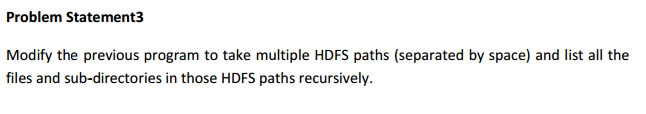 Problem Statement3
Modify the previous program to take multiple HDFS paths (separated by space) and list all the
files and sub-directories in those HDFS paths recursively.